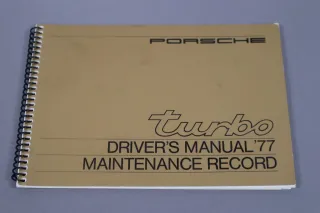 PORSCHE
turbo
DRIVER'S MANUAL '77
MAINTENANCE RECORD